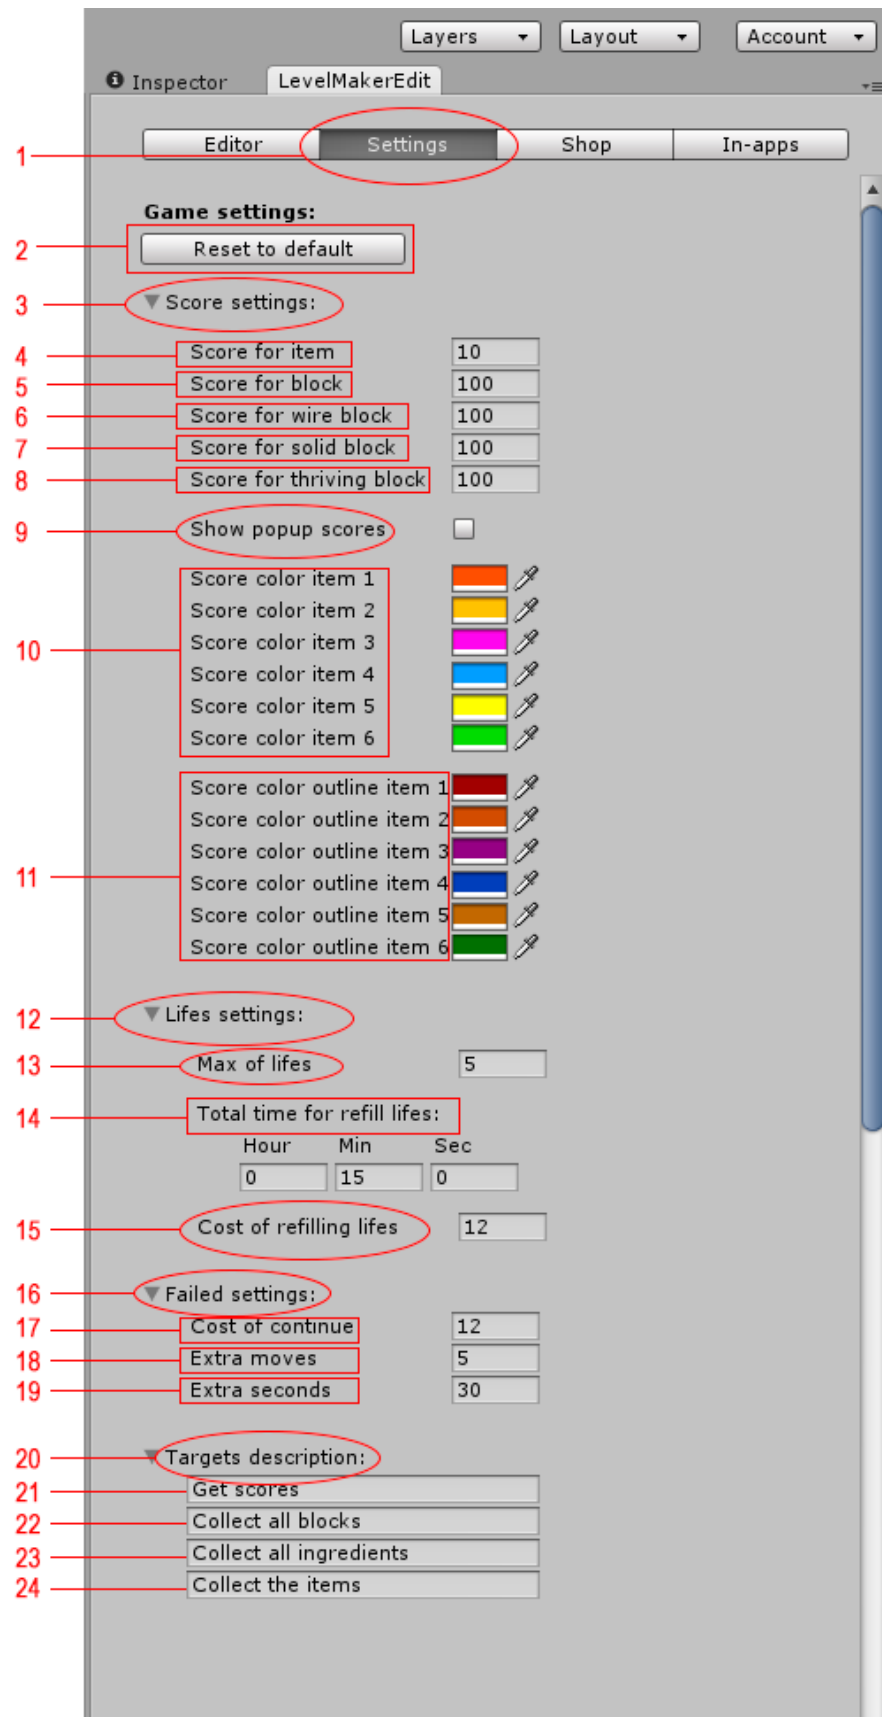 Layers Layout Account
Inspector LevelMakerEdit
1 Editor Settings Shop In-apps
Game settings:
2 Reset to default
3 Score settings:
4 Score for item 10
5 Score for block 100
6 Score for wire block 100
7 Score for solid block 100
8 Score for thriving block 100
9 Show popup scores
Score color item 1
Score color item 2
10 Score color item 3
Score color item 4
Score color item 5
Score color item 6
Score color outline item 1
Score color outline item 2
Score color outline item 3
11 Score color outline item 4
Score color outline item 5
Score color outline item 6
12 Lifes settings:
13 Max of lifes 5
14 Total time for refill lifes:
Hour Min Sec
0 15 0
15 Cost of refilling lifes 12
16 Failed settings:
17 Cost of continue 12
18 Extra moves 5
19 Extra seconds 30
20 Targets description:
21 Get scores
22 Collect all blocks
23 Collect all ingredients
24 Collect the items